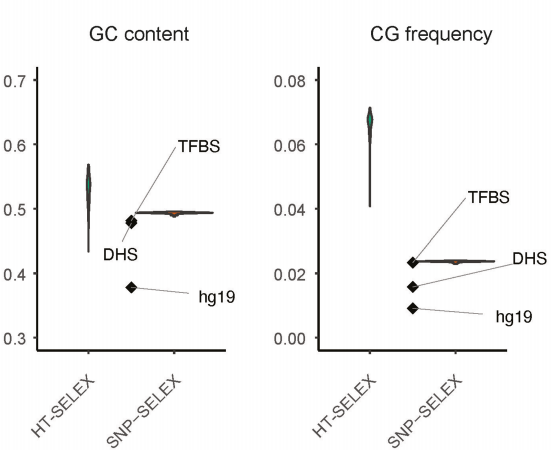 GC content
0.7
0.6
0.5
0.4
0.3
TFBS
DHS
hg19
HT-SELEX
SNP−SELEX
CG frequency
0.08
0.06
0.04
0.02
0.00
TFBS
DHS
hg19
HT-SELEX
SNP−SELEX